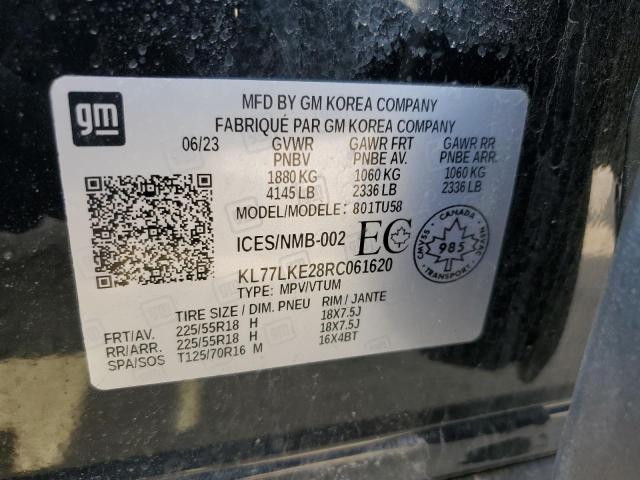 gm
MFD BY GM KOREA COMPANY
FABRIQUÉ PAR GM KOREA COMPANY
06/23 GVWR GAWR FRT GAWR RR
PNBV PNBE AV. PNBE ARR.
1880 KG 1060 KG 1060 KG
4145 LB 2336 LB 2336 LB
MODEL/MODELE: 801TU58
ICES/NMB-002 EC
CANADA
CMVSS 985 NSVAC
KL77LKE28RC061620
TYPE: MPV/VTUM
TIRE SIZE / DIM. PNEU RIM / JANTE
FRT/AV. 225/55R18 H 18X7.5J
RR/ARR. 225/55R18 H 18X7.5J
SPA/SOS T125/70R16 M 16X4BT